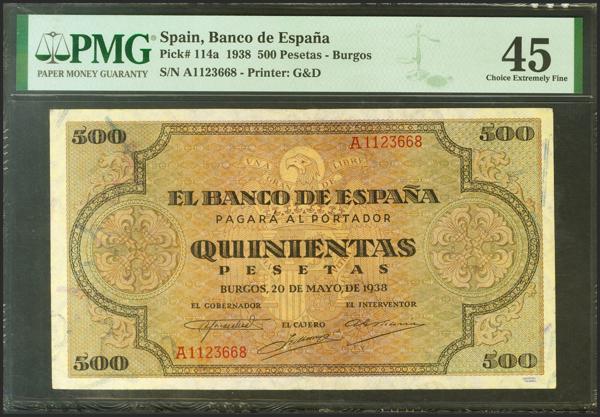 PMG
PAPER MONEY GUARANTY
Spain, Banco de España
Pick# 114a 1938 500 Pesetas - Burgos
S/N A1123668 - Printer: G&D
45
Choice Extremely Fine
500
500
A1123668
UNA GRANDE LIBRE
EL BANCO DE ESPAÑA
PAGARÁ AL PORTADOR
QUINIENTAS
PESETAS
BURGOS, 20 DE MAYO, DE 1938
EL GOBERNADOR
EL CAJERO
EL INTERVENTOR
A1123668
500
500